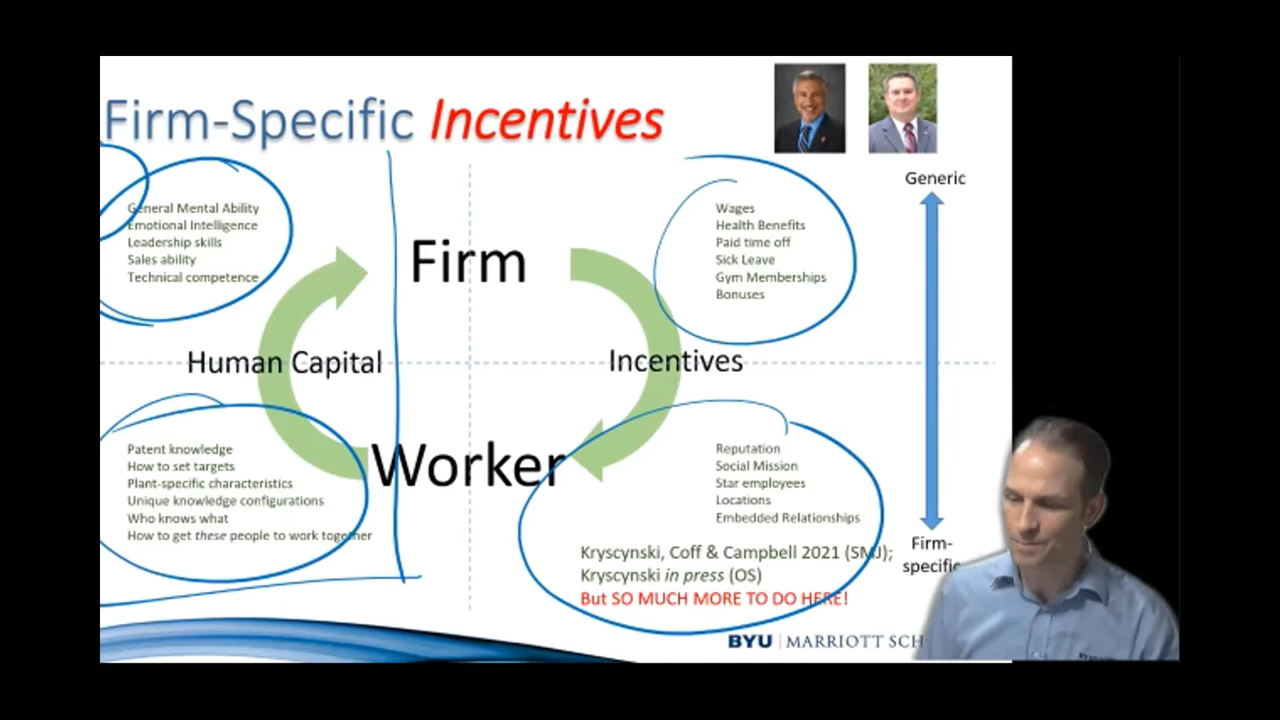 Firm-Specific Incentives
Generic
General Mental Ability
Emotional Intelligence
Leadership skills
Sales ability
Technical competence
Firm
Wages
Health Benefits
Paid time off
Sick Leave
Gym Memberships
Bonuses
Human Capital
Incentives
Patent knowledge
How to set targets
Plant-specific characteristics
Unique knowledge configurations
Who knows what
How to get these people to work together
Worker
Reputation
Social Mission
Star employees
Locations
Embedded Relationships
Kryscynski, Coff & Campbell 2021 (SMJ);
Kryscynski in press (OS)
But SO MUCH MORE TO DO HERE!
Firm-
specific
BYU | MARRIOTT SCH